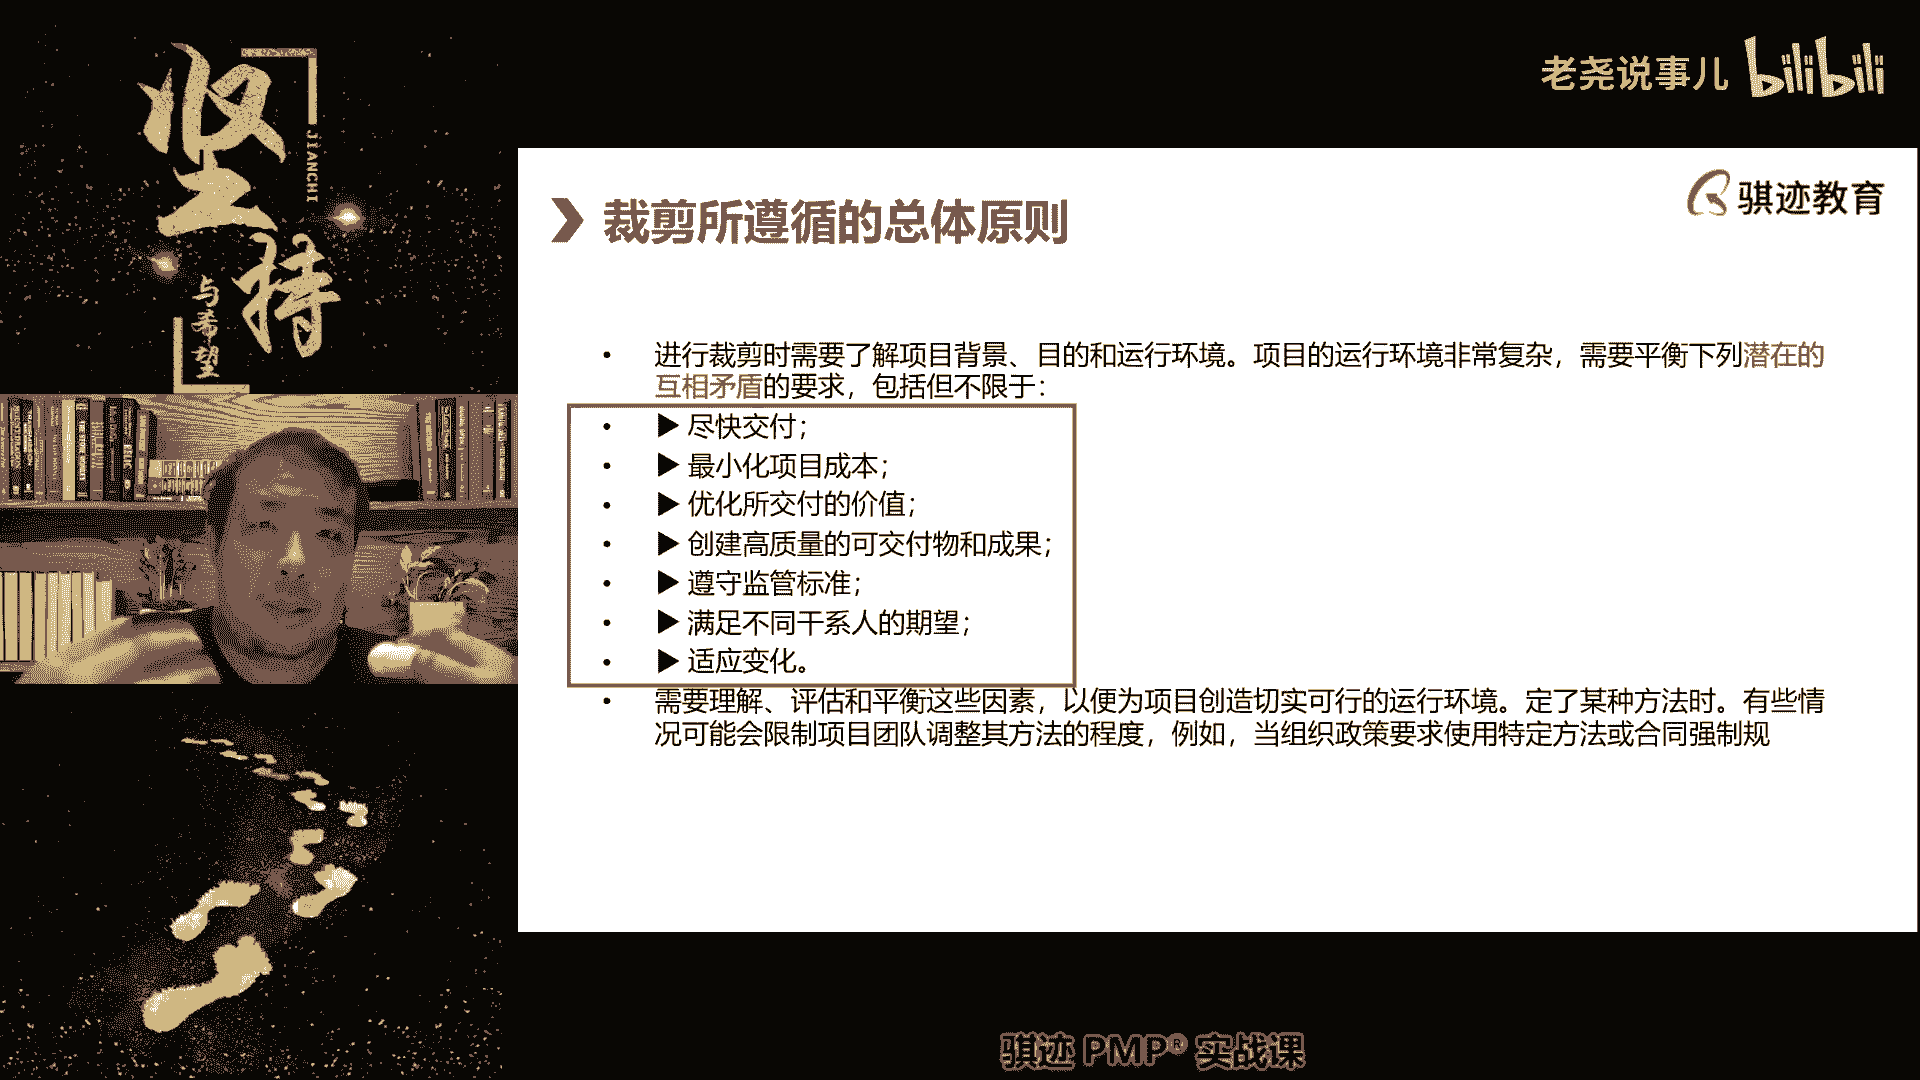 坚持
JIANCHI
与希望
老尧说事儿 bilibili
骐迹教育
裁剪所遵循的总体原则
• 进行裁剪时需要了解项目背景、目的和运行环境。项目的运行环境非常复杂，需要平衡下列潜在的
互相矛盾的要求，包括但不限于：
• ▶ 尽快交付；
• ▶ 最小化项目成本；
• ▶ 优化所交付的价值；
• ▶ 创建高质量的可交付物和成果；
• ▶ 遵守监管标准；
• ▶ 满足不同干系人的期望；
• ▶ 适应变化。
• 需要理解、评估和平衡这些因素，以便为项目创造切实可行的运行环境。定了某种方法时。有些情
况可能会限制项目团队调整其方法的程度，例如，当组织政策要求使用特定方法或合同强制规
骐迹 PMP® 实战课